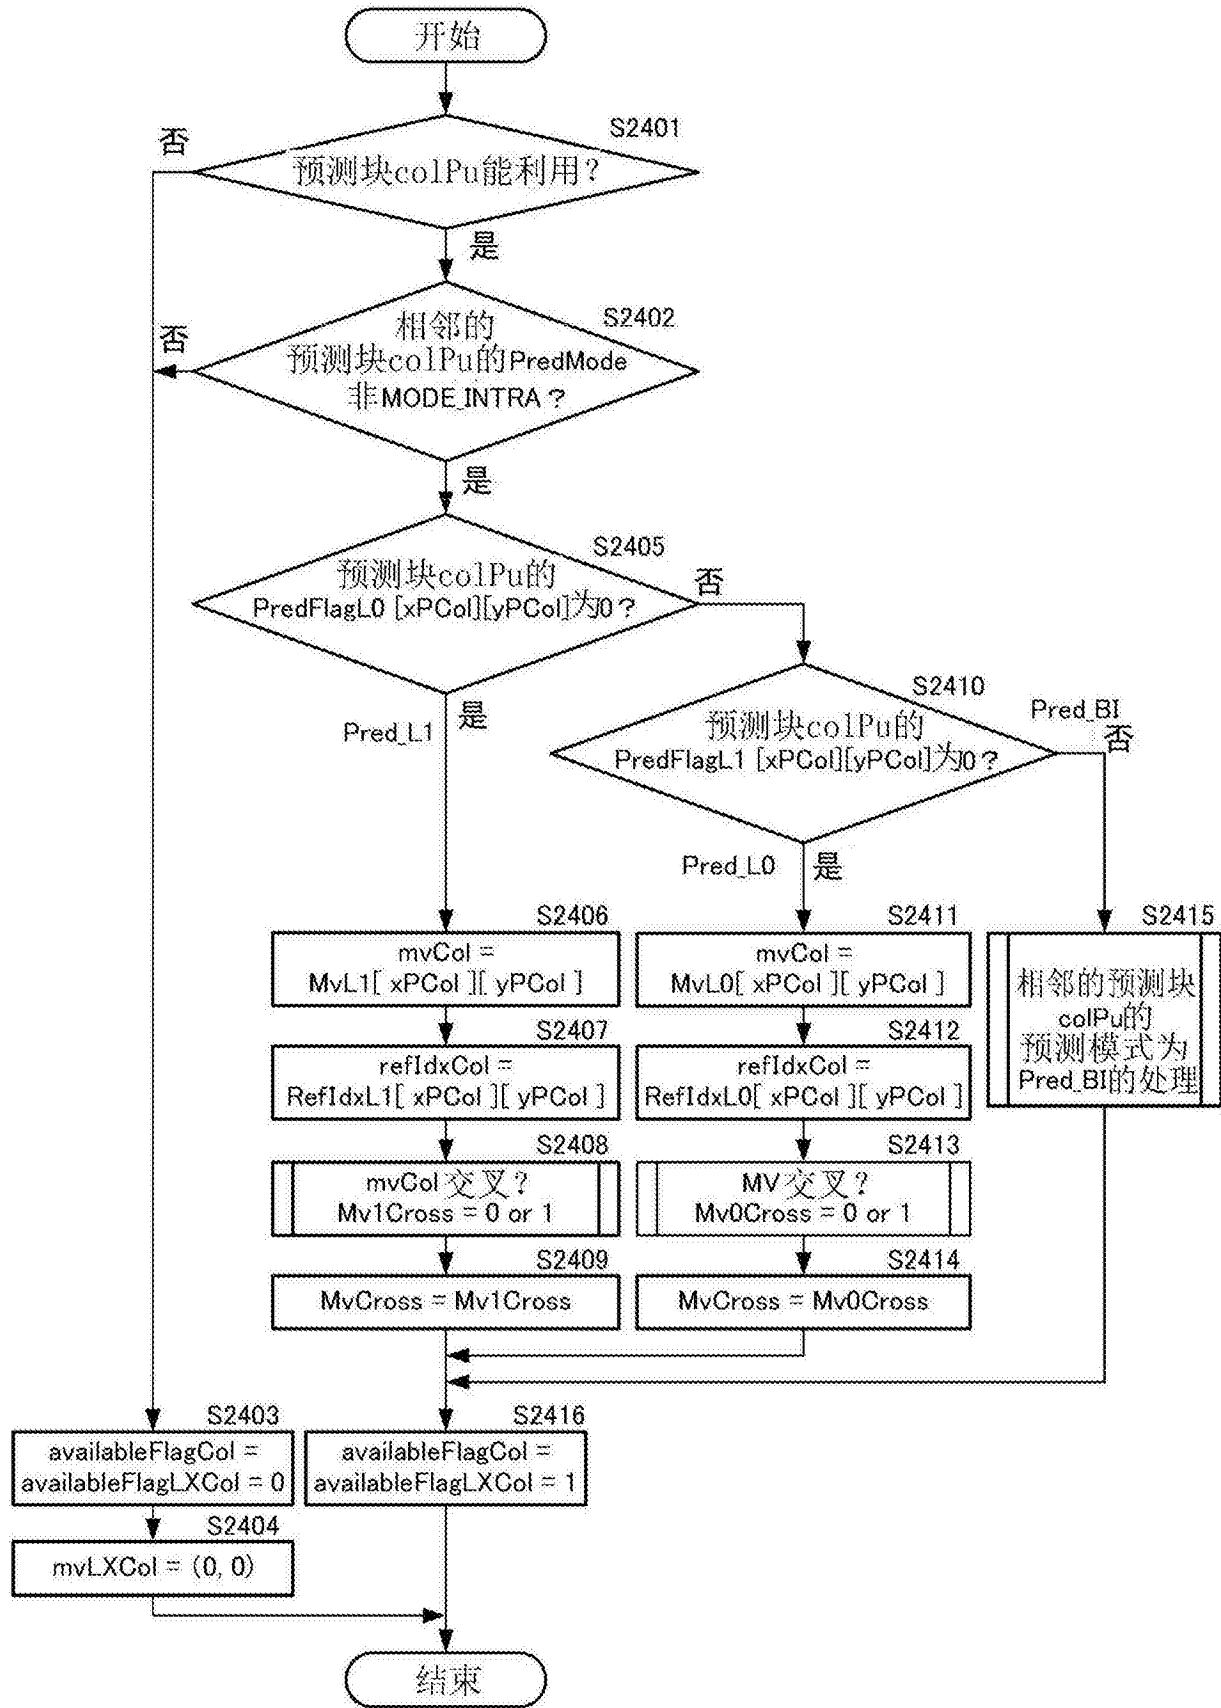 开始
S2401
否
预测块colPu能利用？
是
S2402
否
相邻的
预测块colPu的PredMode
非MODE_INTRA？
是
S2405
预测块colPu的
PredFlagL0 [xPCol][yPCol]为0？
否
是
Pred_L1
S2410
预测块colPu的
PredFlagL1 [xPCol][yPCol]为0？
Pred_BI
否
Pred_L0
是
S2406
mvCol =
MvL1[ xPCol ][ yPCol ]
S2407
refIdxCol =
RefIdxL1[ xPCol ][ yPCol ]
S2408
mvCol 交叉？
Mv1Cross = 0 or 1
S2409
MvCross = Mv1Cross
S2411
mvCol =
MvL0[ xPCol ][ yPCol ]
S2412
refIdxCol =
RefIdxL0[ xPCol ][ yPCol ]
S2413
MV 交叉？
Mv0Cross = 0 or 1
S2414
MvCross = Mv0Cross
S2415
相邻的预测块
colPu的
预测模式为
Pred_BI的处理
S2403
availableFlagCol =
availableFlagLXCol = 0
S2404
mvLXCol = (0, 0)
S2416
availableFlagCol =
availableFlagLXCol = 1
结束